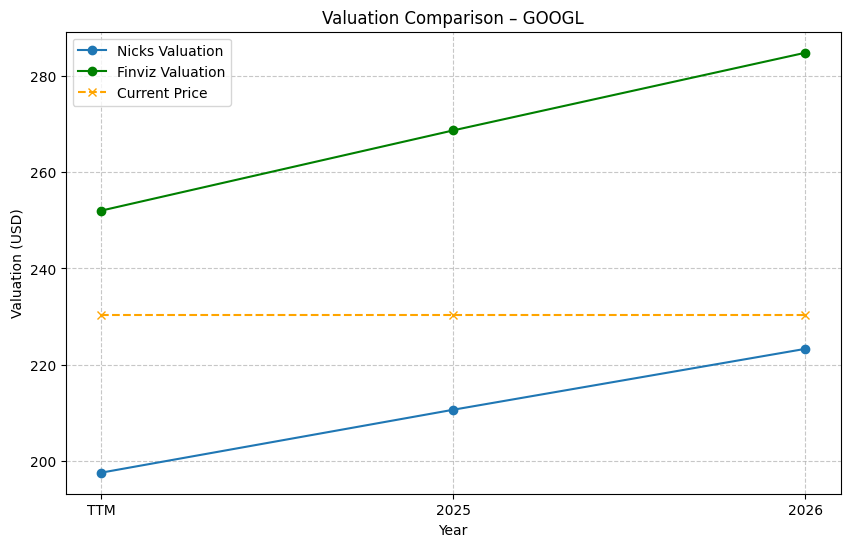 Valuation Comparison – GOOGL
Nicks Valuation
Finviz Valuation
Current Price
Valuation (USD)
280
260
240
220
200
TTM
2025
2026
Year